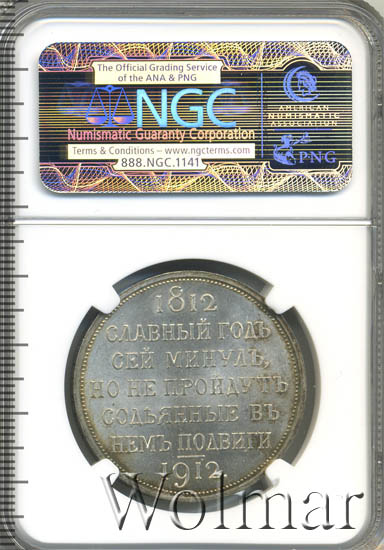 The Official Grading Service
of the ANA & PNG
NGC
Numismatic Guaranty Corporation
Terms & Conditions – www.ngcterms.com
888.NGC.1141
AMERICAN
NUMISMATIC
ASSOCIATION
PNG
1812
СЛАВНЫЙ ГОДЪ
СЕЙ МИНУЛЪ,
НО НЕ ПРОЙДУТЪ
СОДѢЯННЫЕ ВЪ
НЕМЪ ПОДВИГИ
1912.
Wolmar